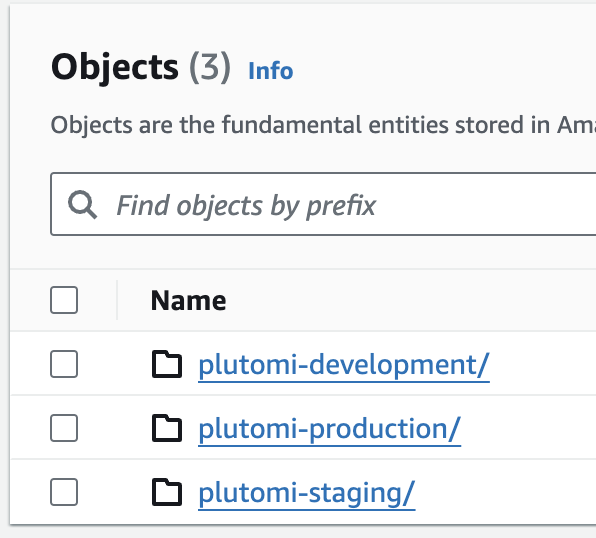 Objects (3) Info
Objects are the fundamental entities stored in
Find objects by prefix
Name
plutomi-development/
plutomi-production/
plutomi-staging/